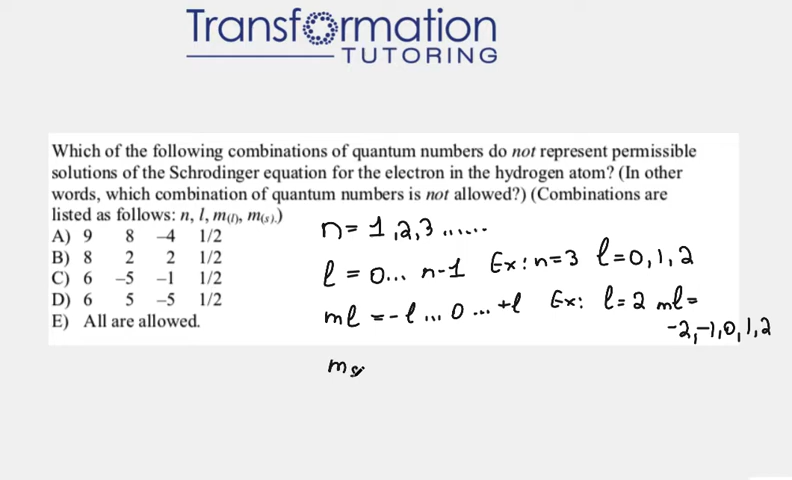 Transformation
TUTORING
Which of the following combinations of quantum numbers do not represent permissible
solutions of the Schrodinger equation for the electron in the hydrogen atom? (In other
words, which combination of quantum numbers is not allowed?) (Combinations are
listed as follows: n, l, m(l), m(s).)
A) 9 8 –4 1/2
B) 8 2 2 1/2
C) 6 –5 –1 1/2
D) 6 5 –5 1/2
E) All are allowed.
n = 1,2,3 ......
l = 0... n-1 Ex: n=3 l=0,1,2
ml = -l ... 0 ... +l Ex: l=2 ml=
-2,-1,0,1,2
ms